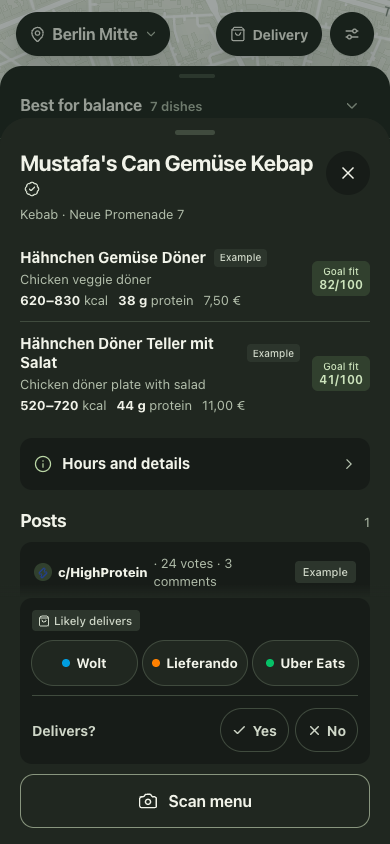 Berlin Mitte
Delivery
Best for balance 7 dishes
Mustafa's Can Gemüse Kebap
Kebab · Neue Promenade 7
Hähnchen Gemüse Döner Example
Chicken veggie döner
620–830 kcal 38 g protein 7,50 €
Goal fit
82/100
Hähnchen Döner Teller mit
Salat
Example
Chicken döner plate with salad
520–720 kcal 44 g protein 11,00 €
Goal fit
41/100
Hours and details
Posts 1
c/HighProtein · 24 votes · 3
comments
Example
Likely delivers
Wolt Lieferando Uber Eats
Delivers? Yes No
Scan menu